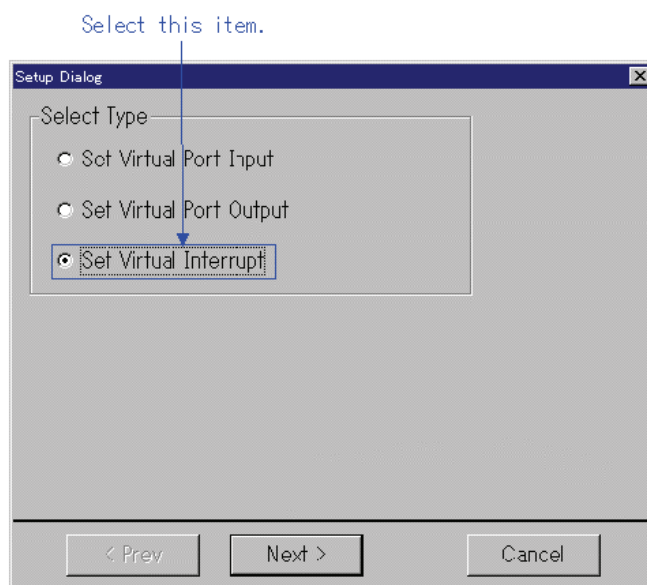 Select this item.
Setup Dialog
Select Type
Set Virtual Port Input
Set Virtual Port Output
Set Virtual Interrupt
< Prev
Next >
Cancel